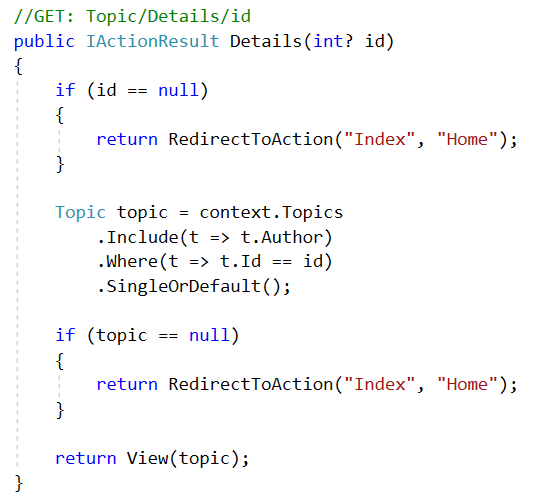 //GET: Topic/Details/id
public IActionResult Details(int? id)
{
    if (id == null)
    {
        return RedirectToAction("Index", "Home");
    }

    Topic topic = context.Topics
        .Include(t => t.Author)
        .Where(t => t.Id == id)
        .SingleOrDefault();

    if (topic == null)
    {
        return RedirectToAction("Index", "Home");
    }

    return View(topic);
}